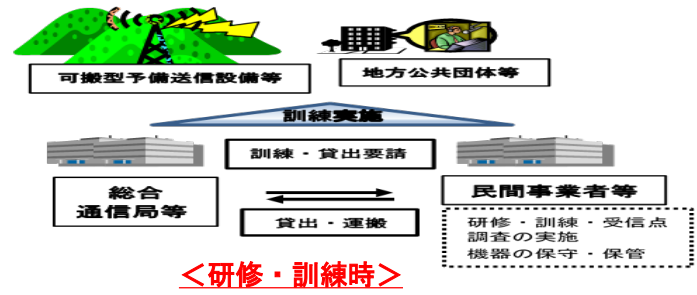 可搬型予備送信設備等
地方公共団体等
訓練実施
訓練・貸出要請
総合
通信局等
民間事業者等
貸出・運搬
研修・訓練・受信点
調査の実施
機器の保守・保管
＜研修・訓練時＞